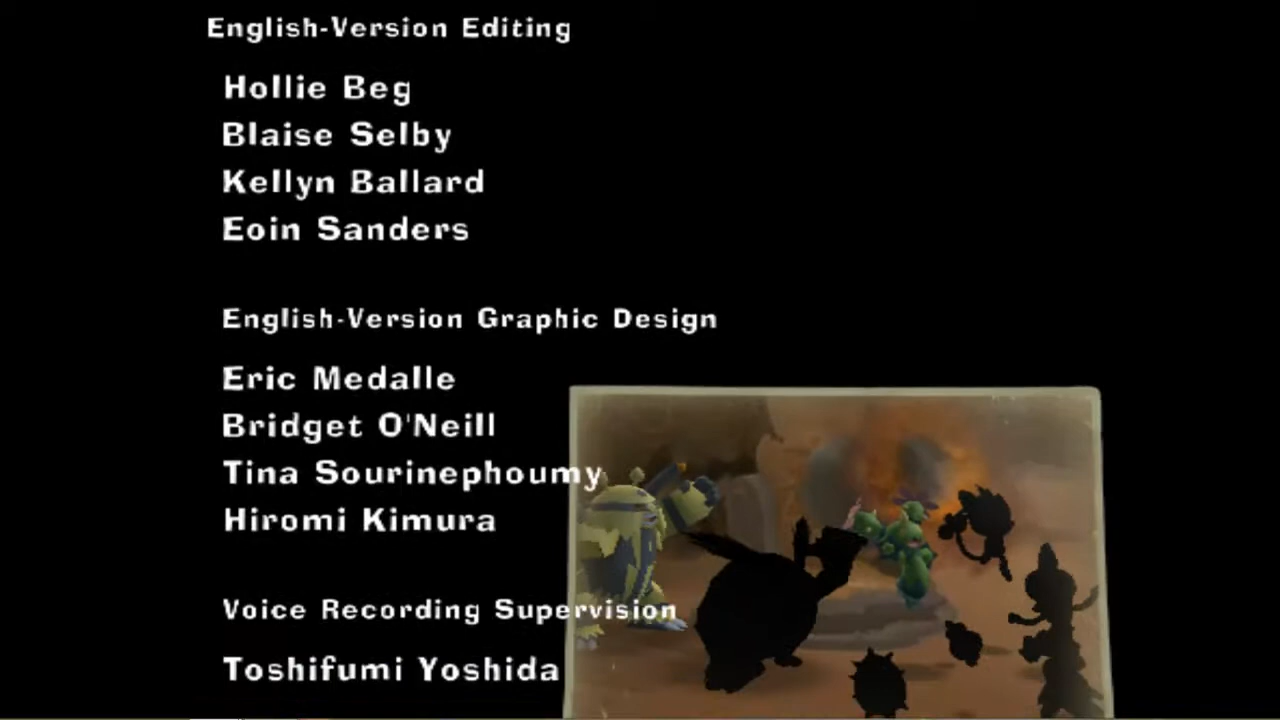 English-Version Editing
Hollie Beg
Blaise Selby
Kellyn Ballard
Eoin Sanders
English-Version Graphic Design
Eric Medalle
Bridget O'Neill
Tina Sourinephoumy
Hiromi Kimura
Voice Recording Supervision
Toshifumi Yoshida